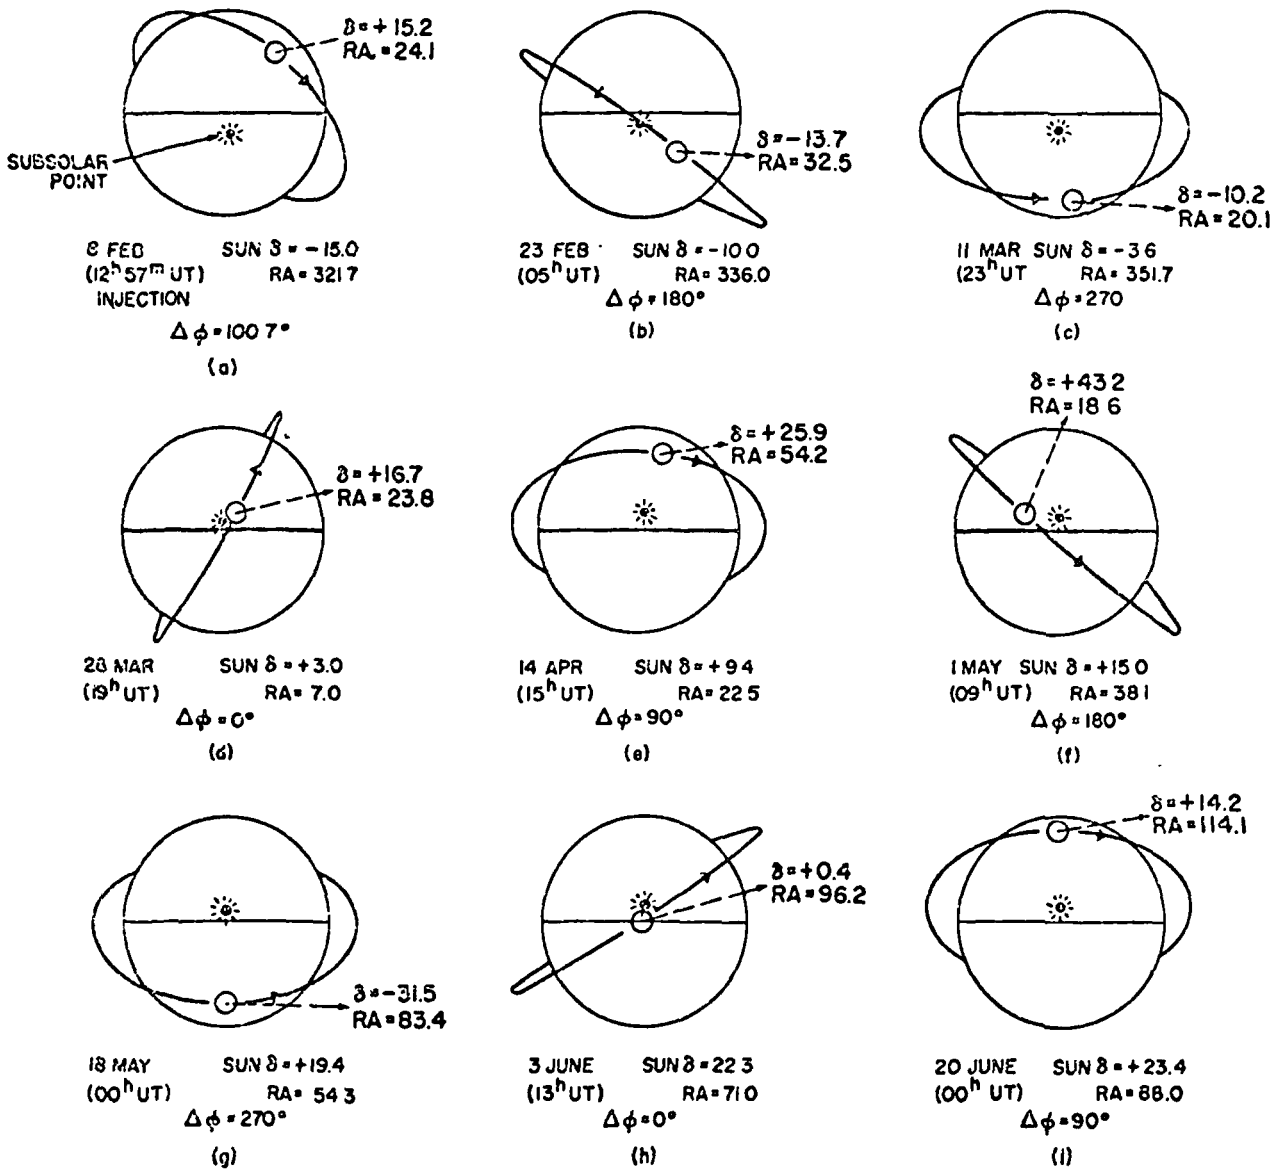 δ = +15.2
RA = 24.1
SUBSOLAR
POINT
8 FEB SUN δ = -15.0
(12h 57m UT) RA = 321.7
INJECTION
Δφ = 100 7°
(a)
δ = -13.7
RA = 32.5
23 FEB SUN δ = -10 0
(05h UT) RA = 336.0
Δφ = 180°
(b)
δ = -10.2
RA = 20.1
11 MAR SUN δ = -3 6
(23h UT RA = 351.7
Δφ = 270
(c)
δ = +16.7
RA = 23.8
28 MAR SUN δ = +3.0
(19h UT) RA = 7.0
Δφ = 0°
(d)
δ = +25.9
RA = 54.2
14 APR SUN δ = +9 4
(15h UT) RA = 22 5
Δφ = 90°
(e)
δ = +43 2
RA = 18 6
1 MAY SUN δ = +15 0
(09h UT) RA = 38 1
Δφ = 180°
(f)
δ = -31.5
RA = 83.4
18 MAY SUN δ = +19.4
(00h UT) RA = 54 3
Δφ = 270°
(g)
δ = +0.4
RA = 96.2
3 JUNE SUN δ = 22 3
(13h UT) RA = 71 0
Δφ = 0°
(h)
δ = +14.2
RA = 114.1
20 JUNE SUN δ = +23.4
(00h UT) RA = 88.0
Δφ = 90°
(i)